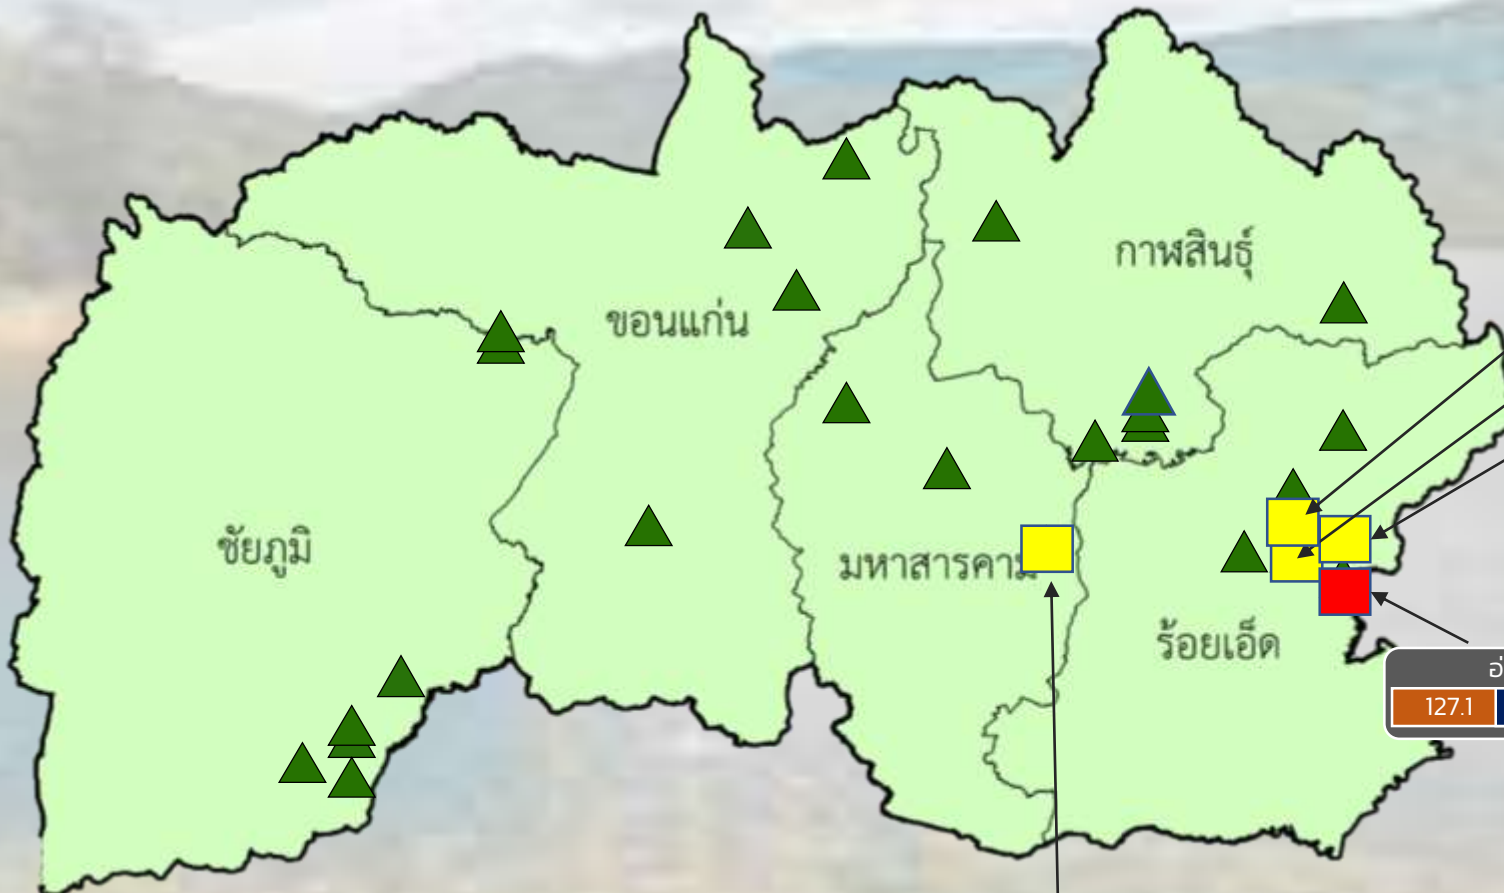 กาฬสินธุ์
ขอนแก่น
ชัยภูมิ
มหาสารคาม
ร้อยเอ็ด
127.1